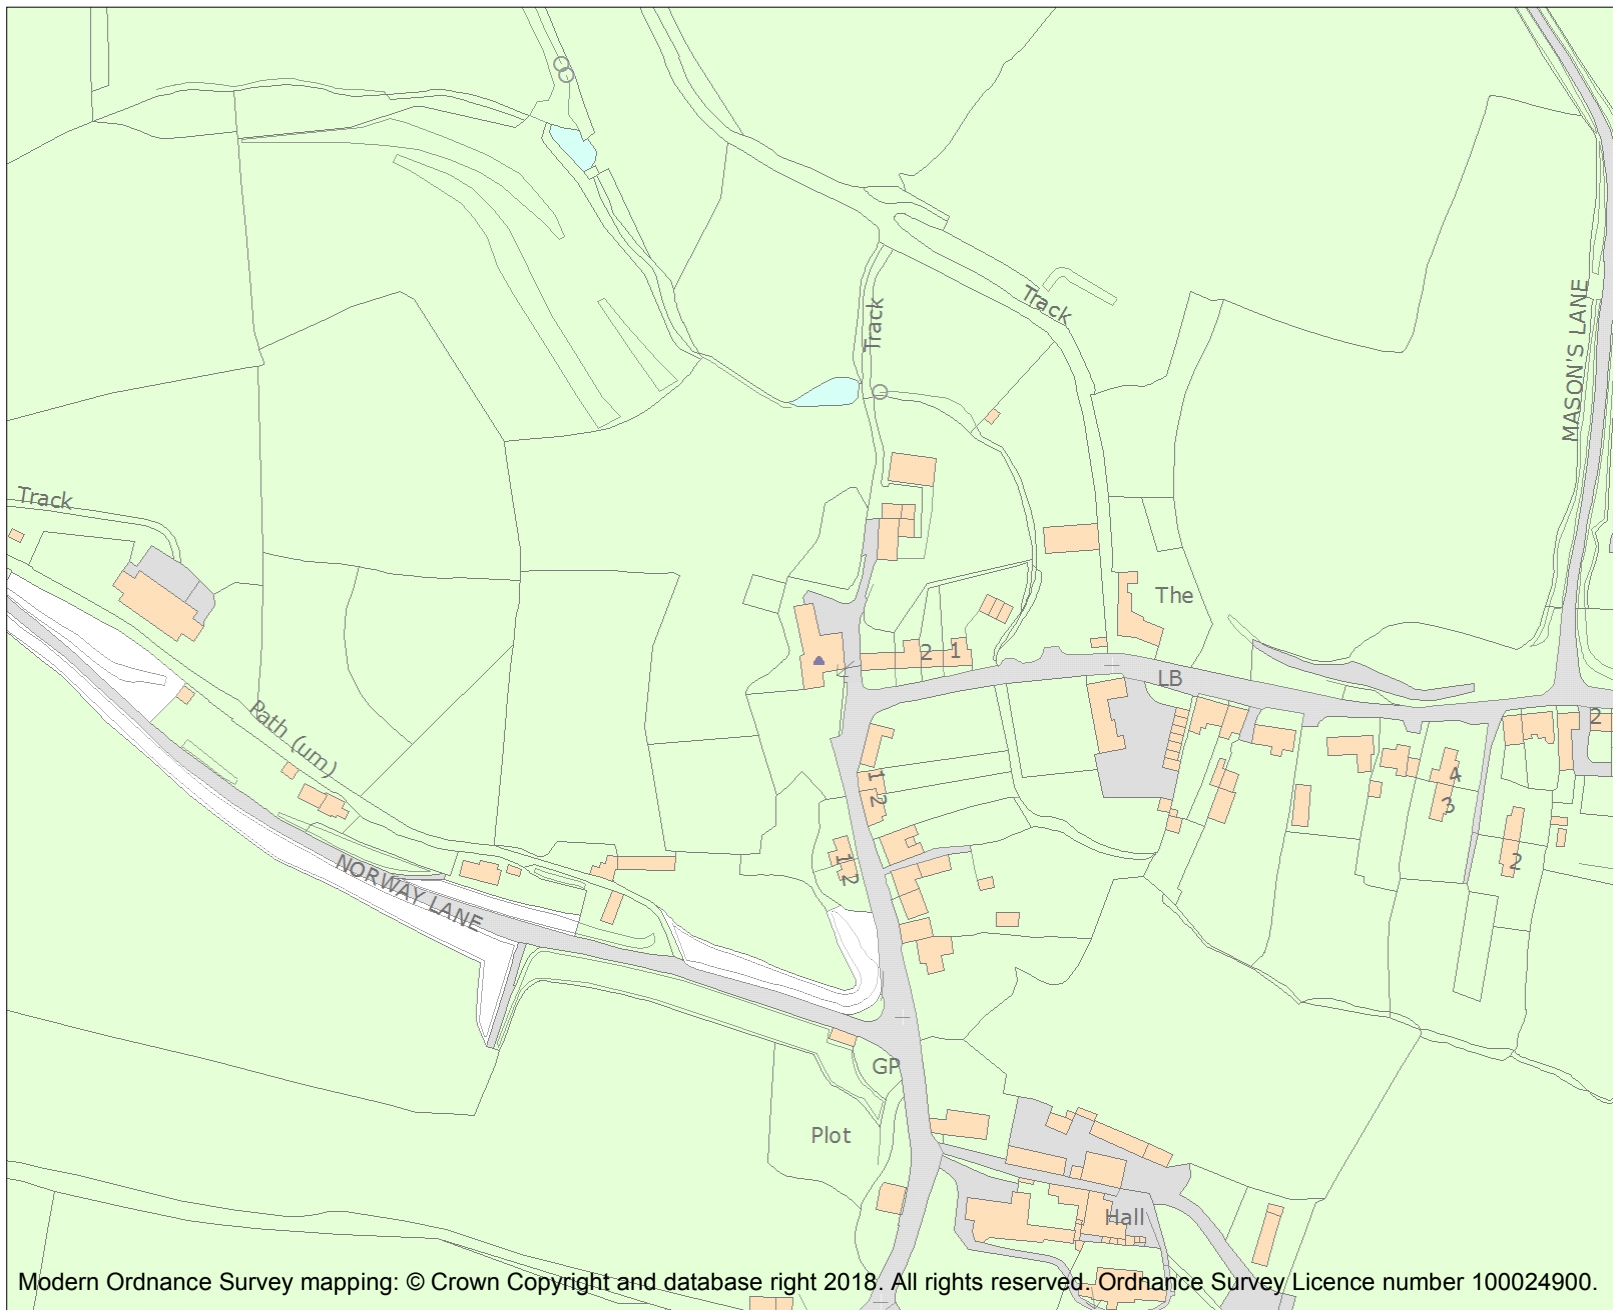 Track
Track
MASON'S LANE
Track
The
2
1
LB
2
Path (um)
1
2
4
3
1
2
2
NORWAY LANE
GP
Plot
Hall
Modern Ordnance Survey mapping: © Crown Copyright and database right 2018. All rights reserved. Ordnance Survey Licence number 100024900.